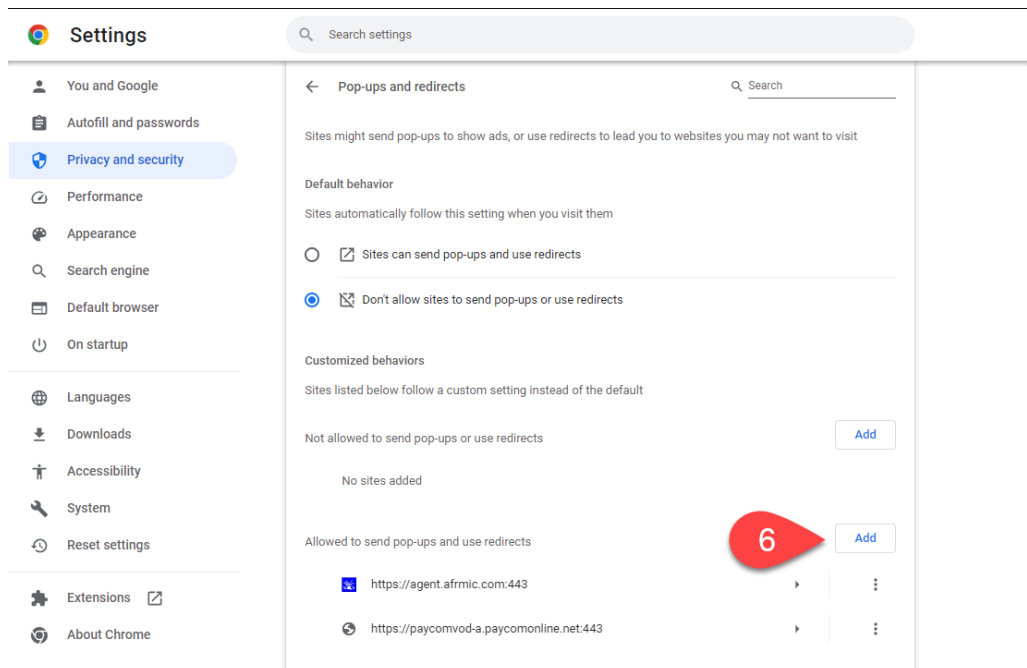 Settings
Search settings
You and Google
Autofill and passwords
Privacy and security
Performance
Appearance
Search engine
Default browser
On startup
Languages
Downloads
Accessibility
System
Reset settings
Extensions
About Chrome
Pop-ups and redirects
Search
Sites might send pop-ups to show ads, or use redirects to lead you to websites you may not want to visit
Default behavior
Sites automatically follow this setting when you visit them
Sites can send pop-ups and use redirects
Don't allow sites to send pop-ups or use redirects
Customized behaviors
Sites listed below follow a custom setting instead of the default
Not allowed to send pop-ups or use redirects
Add
No sites added
Allowed to send pop-ups and use redirects
6
Add
https://agent.afrmic.com:443
https://paycomvod-a.paycomonline.net:443